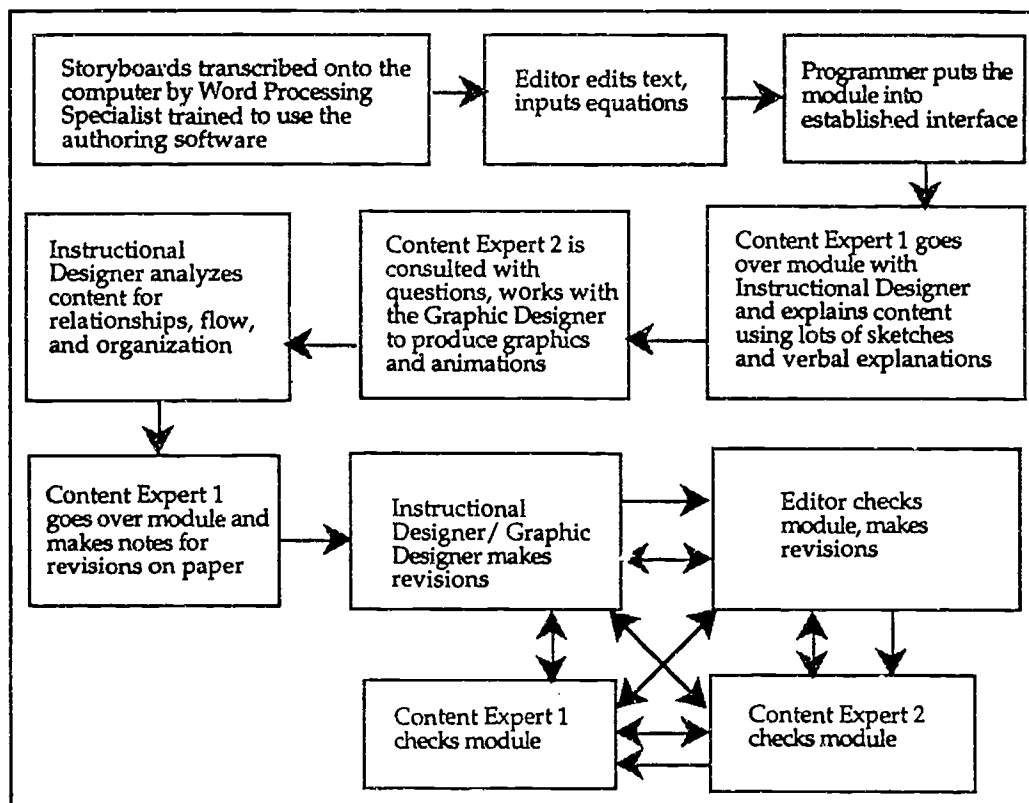 Storyboards transcribed onto the
computer by Word Processing
Specialist trained to use the
authoring software
Editor edits text,
inputs equations
Programmer puts the
module into
established interface
Content Expert 1 goes
over module with
Instructional Designer
and explains content
using lots of sketches
and verbal explanations
Content Expert 2 is
consulted with
questions, works with
the Graphic Designer
to produce graphics
and animations
Instructional
Designer analyzes
content for
relationships, flow,
and organization
Content Expert 1
goes over module and
makes notes for
revisions on paper
Instructional
Designer/ Graphic
Designer makes
revisions
Editor checks
module, makes
revisions
Content Expert 1
checks module
Content Expert 2
checks module